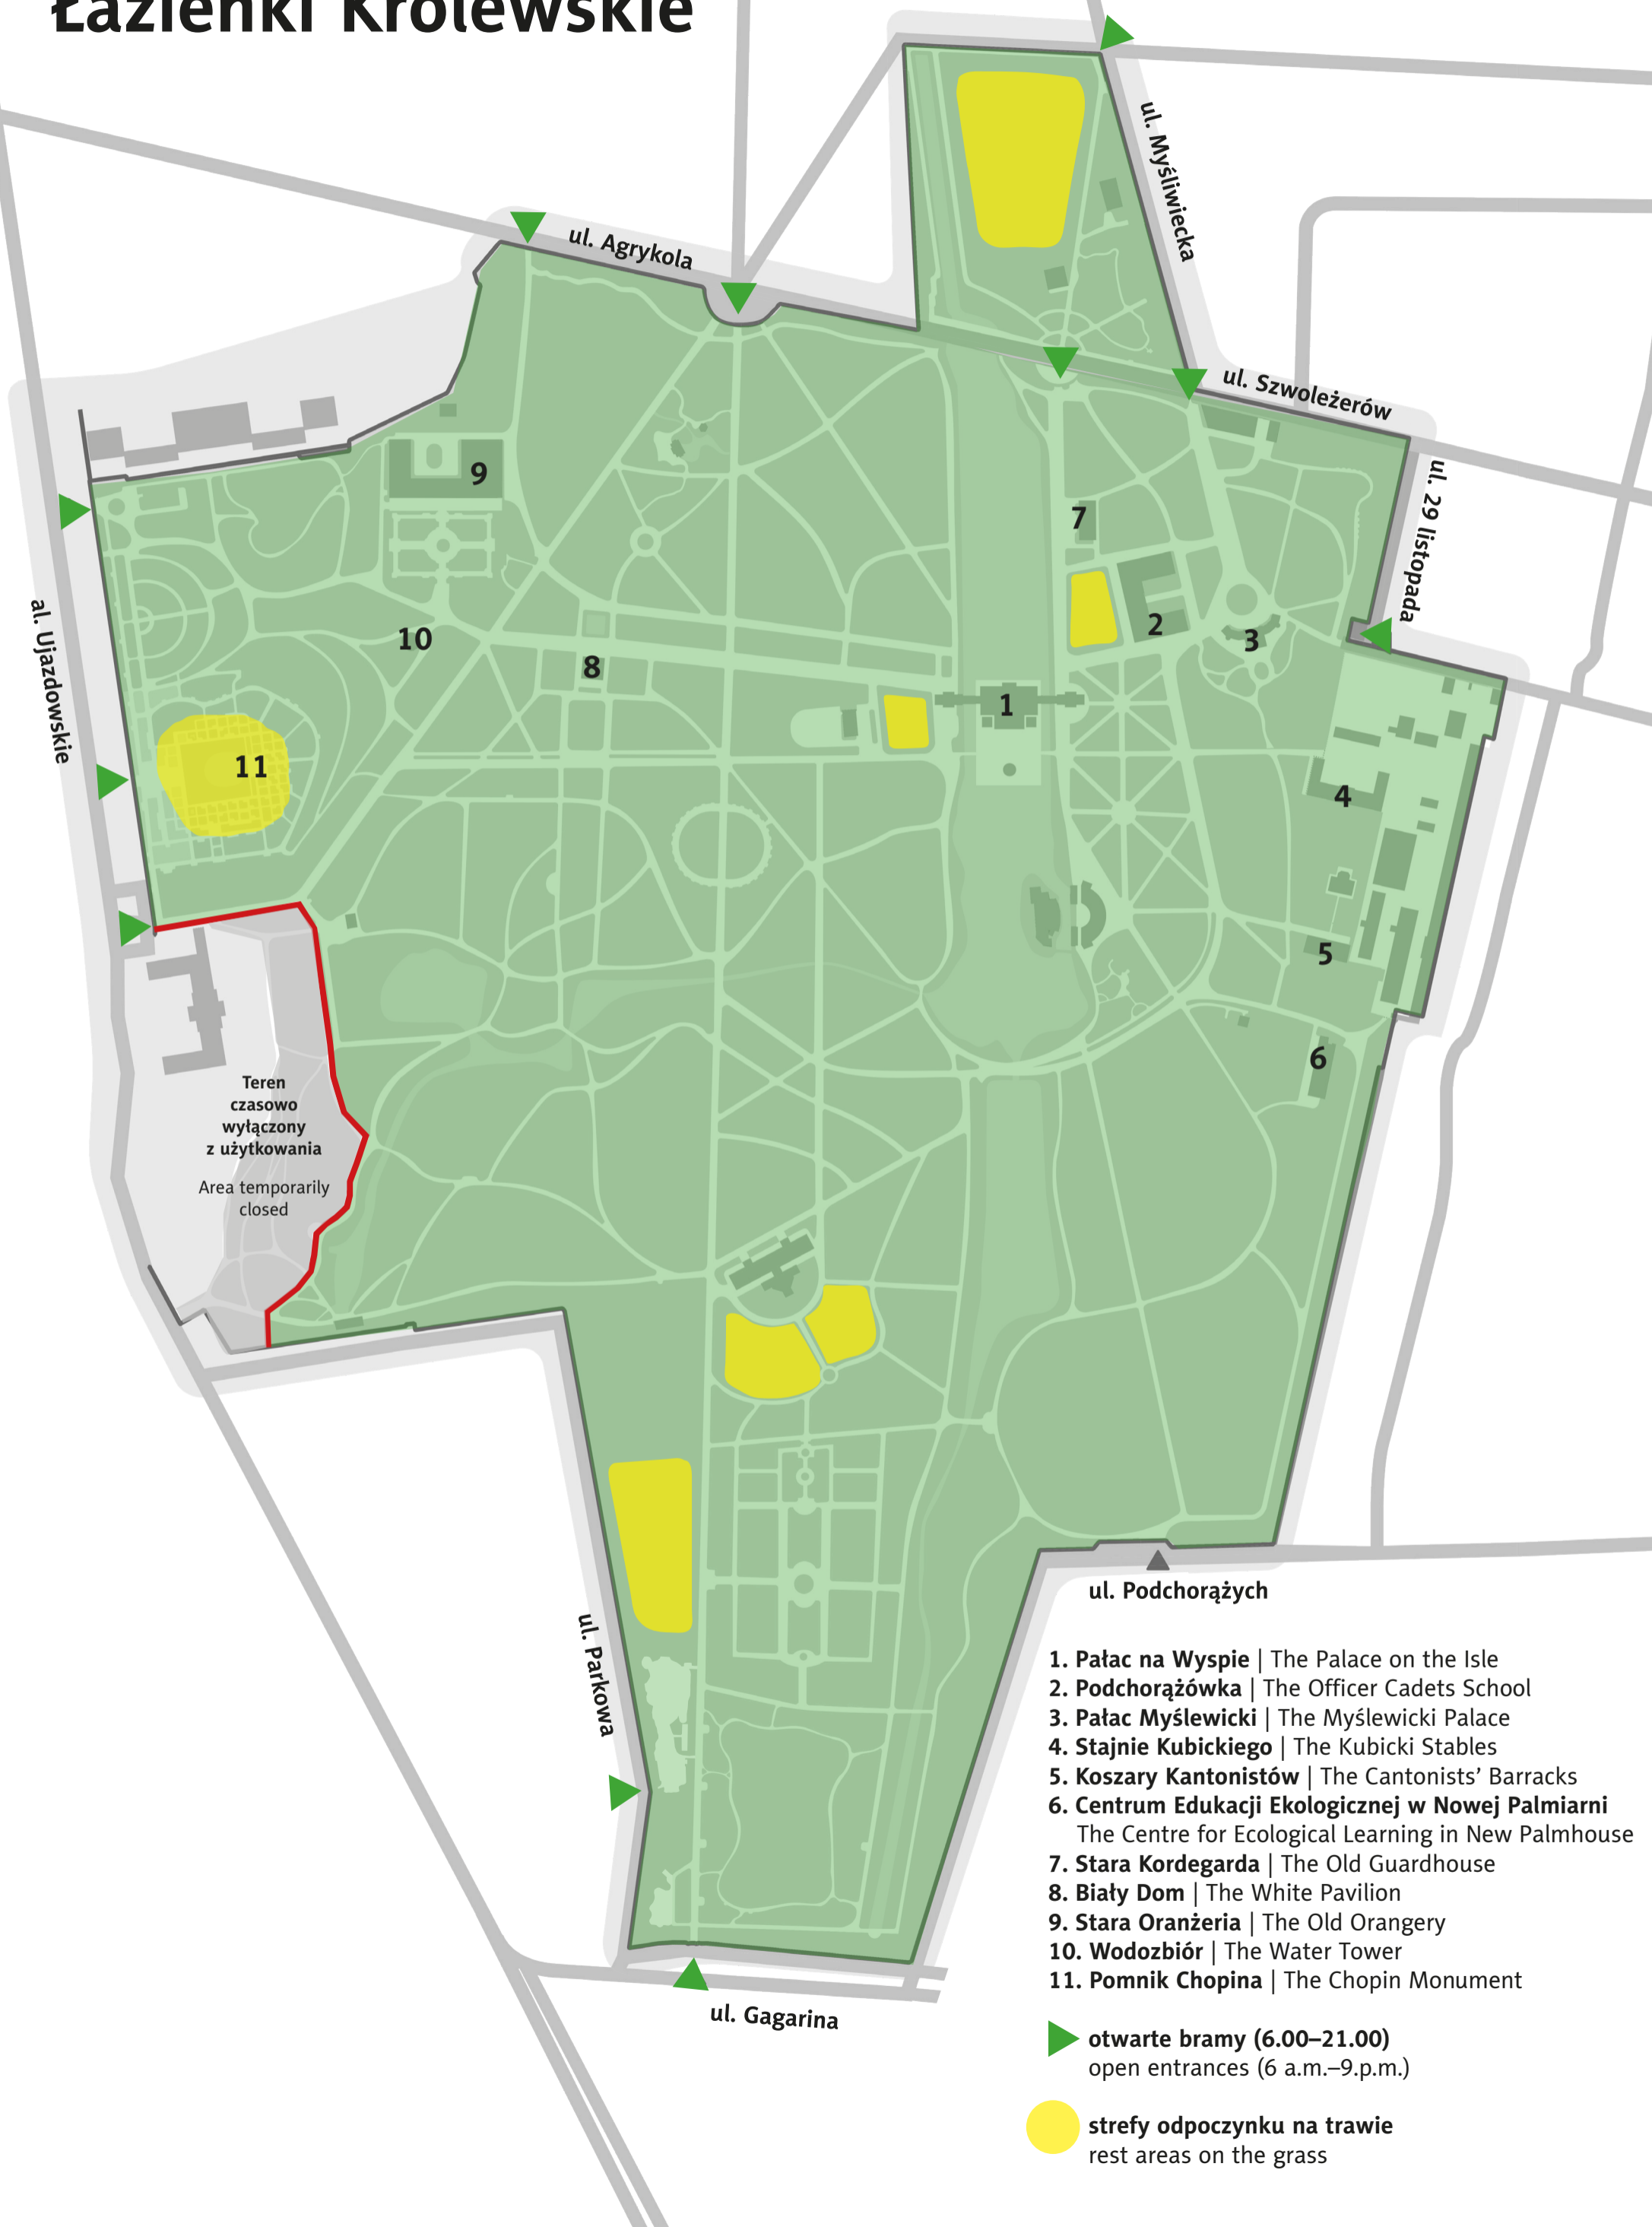 Łazienki Królewskie
ul. Myśliwiecka
ul. Agrykola
ul. Szwoleżerów
ul. 29 listopada
9
7
al. Ujazdowskie
10
8
2
3
1
11
4
5
6
Teren
czasowo
wyłączony
z użytkowania
Area temporarily
closed
ul. Podchorążych
ul. Parkowa
ul. Gagarina
1. Pałac na Wyspie | The Palace on the Isle
2. Podchorążówka | The Officer Cadets School
3. Pałac Myślewicki | The Myślewicki Palace
4. Stajnie Kubickiego | The Kubicki Stables
5. Koszary Kantonistów | The Cantonists’ Barracks
6. Centrum Edukacji Ekologicznej w Nowej Palmiarni
The Centre for Ecological Learning in New Palmhouse
7. Stara Kordegarda | The Old Guardhouse
8. Biały Dom | The White Pavilion
9. Stara Oranżeria | The Old Orangery
10. Wodozbiór | The Water Tower
11. Pomnik Chopina | The Chopin Monument
otwarte bramy (6.00–21.00)
open entrances (6 a.m.–9.p.m.)
strefy odpoczynku na trawie
rest areas on the grass